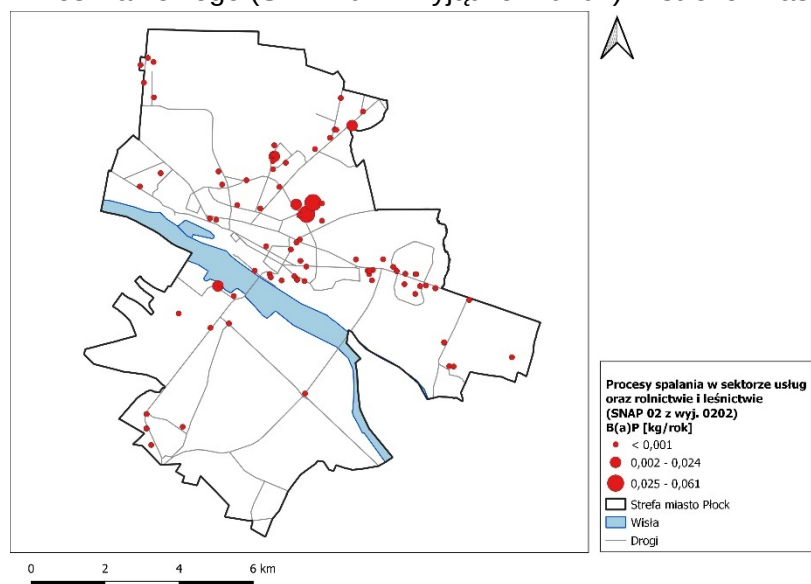 Procesy spalania w sektorze usług
oraz rolnictwie i leśnictwie
(SNAP 02 z wyj. 0202)
B(a)P [kg/rok]
< 0,001
0,002 - 0,024
0,025 - 0,061
Strefa miasto Płock
Wisła
Drogi
0 2 4 6 km